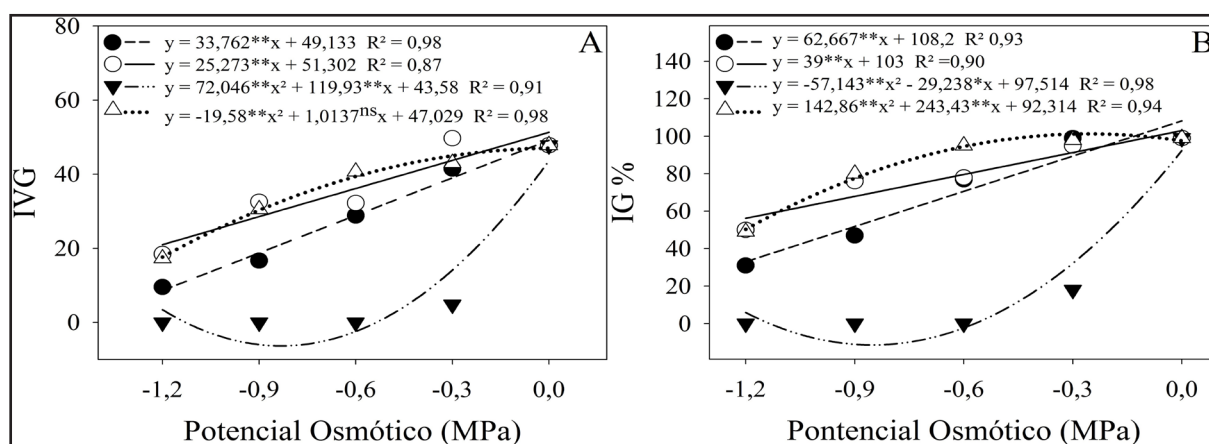 A
y = 33,762**x + 49,133 R² = 0,98
y = 25,273**x + 51,302 R² = 0,87
y = 72,046**x² + 119,93**x + 43,58 R² = 0,91
y = -19,58**x² + 1,0137ⁿˢx + 47,029 R² = 0,98
80
60
40
20
0
IVG
-1,2 -0,9 -0,6 -0,3 0,0
Potencial Osmótico (MPa)
B
y = 62,667**x + 108,2 R² 0,93
y = 39**x + 103 R² =0,90
y = -57,143**x² - 29,238*x + 97,514 R² = 0,98
y = 142,86**x² + 243,43**x + 92,314 R² = 0,94
140
120
100
80
60
40
20
0
IG %
-1,2 -0,9 -0,6 -0,3 0,0
Pontencial Osmótico (MPa)